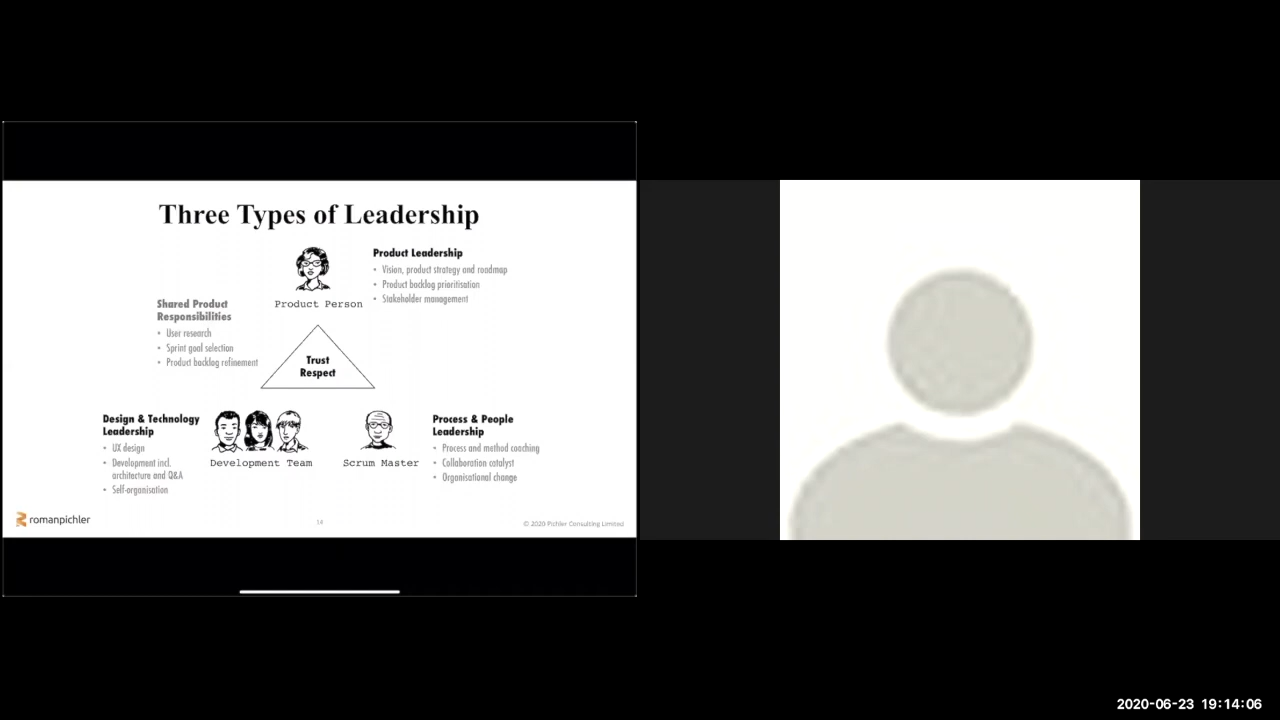 Three Types of Leadership
Product Leadership
• Vision, product strategy and roadmap
• Product backlog prioritisation
• Stakeholder management
Product Person
Shared Product
Responsibilities
• User research
• Sprint goal selection
• Product backlog refinement
Trust
Respect
Design & Technology
Leadership
• UX design
• Development incl.
architecture and Q&A
• Self-organisation
Development Team
Scrum Master
Process & People
Leadership
• Process and method coaching
• Collaboration catalyst
• Organisational change
romanpichler
14
© 2020 Pichler Consulting Limited
2020-06-23 19:14:06